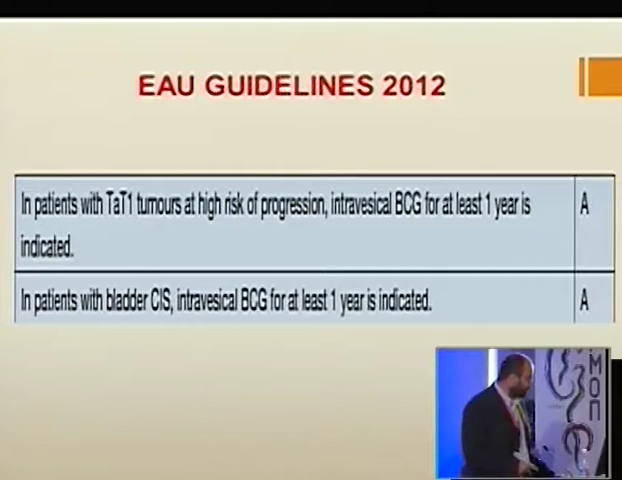 EAU GUIDELINES 2012
In patients with TaT1 tumours at high risk of progression, intravesical BCG for at least 1 year is A
indicated.
In patients with bladder CIS, intravesical BCG for at least 1 year is indicated. A
ΜΟΠ